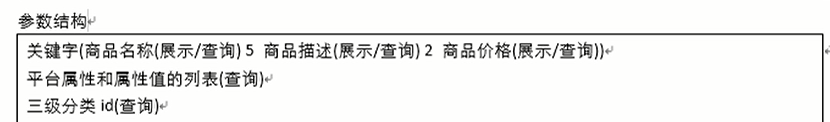 参数结构
关键字(商品名称(展示/查询) 5 商品描述(展示/查询) 2 商品价格(展示/查询))
平台属性和属性值的列表(查询)
三级分类 id(查询)